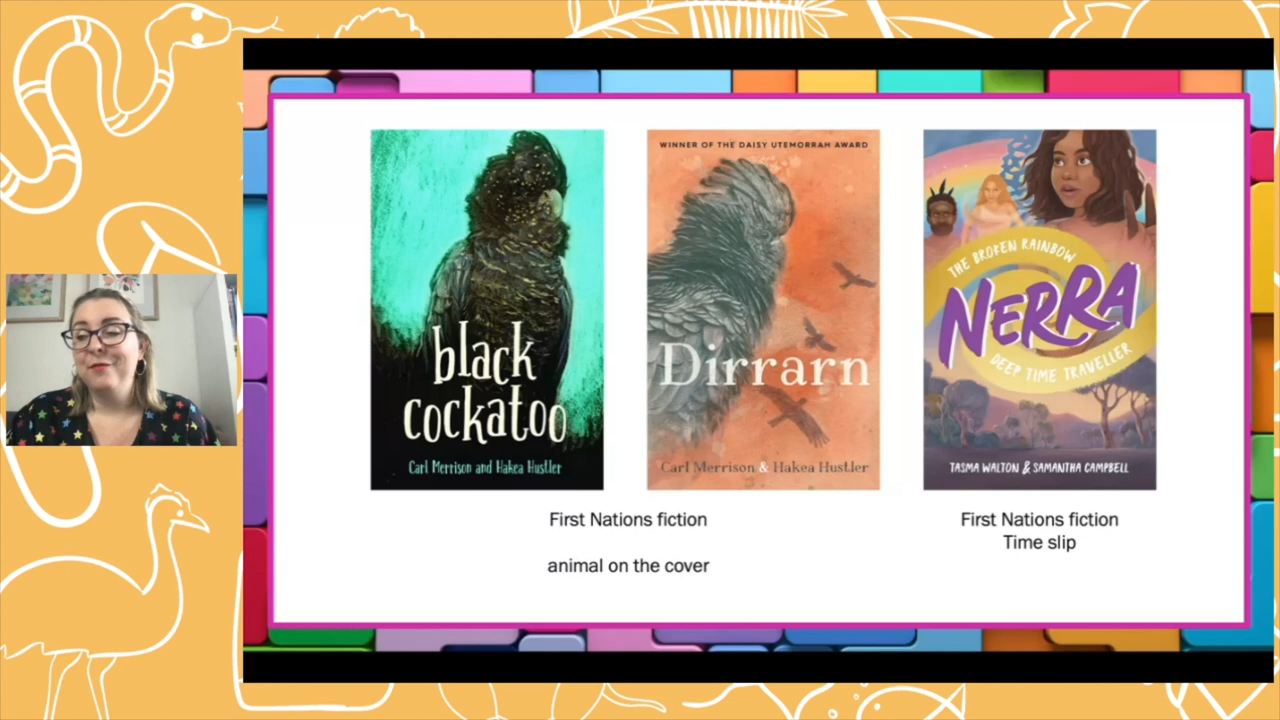 black
cockatoo
Carl Merrison and Hakea Hustler
WINNER OF THE DAISY UTEMORRAH AWARD
Dirrarn
Carl Merrison & Hakea Hustler
THE BROKEN RAINBOW
NERRA
DEEP TIME TRAVELLER
TASMA WALTON & SAMANTHA CAMPBELL
First Nations fiction
animal on the cover
First Nations fiction
Time slip